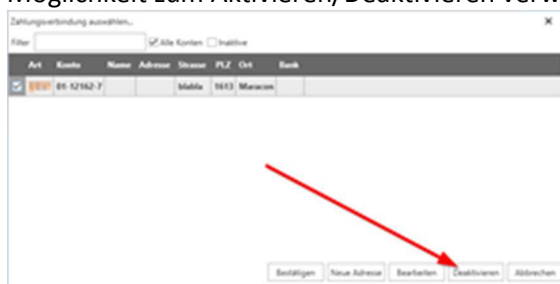 Möglichkeit zum Aktivieren/Deaktivieren verw
Zahlungsverbindung auswählen...
Filter Alle Konten Inaktive
Art Konto Name Adresse Strasse PLZ Ort Bank
01-12162-7 blabla 1613 Maracon
Bestätigen Neue Adresse Bearbeiten Deaktivieren Abbrechen